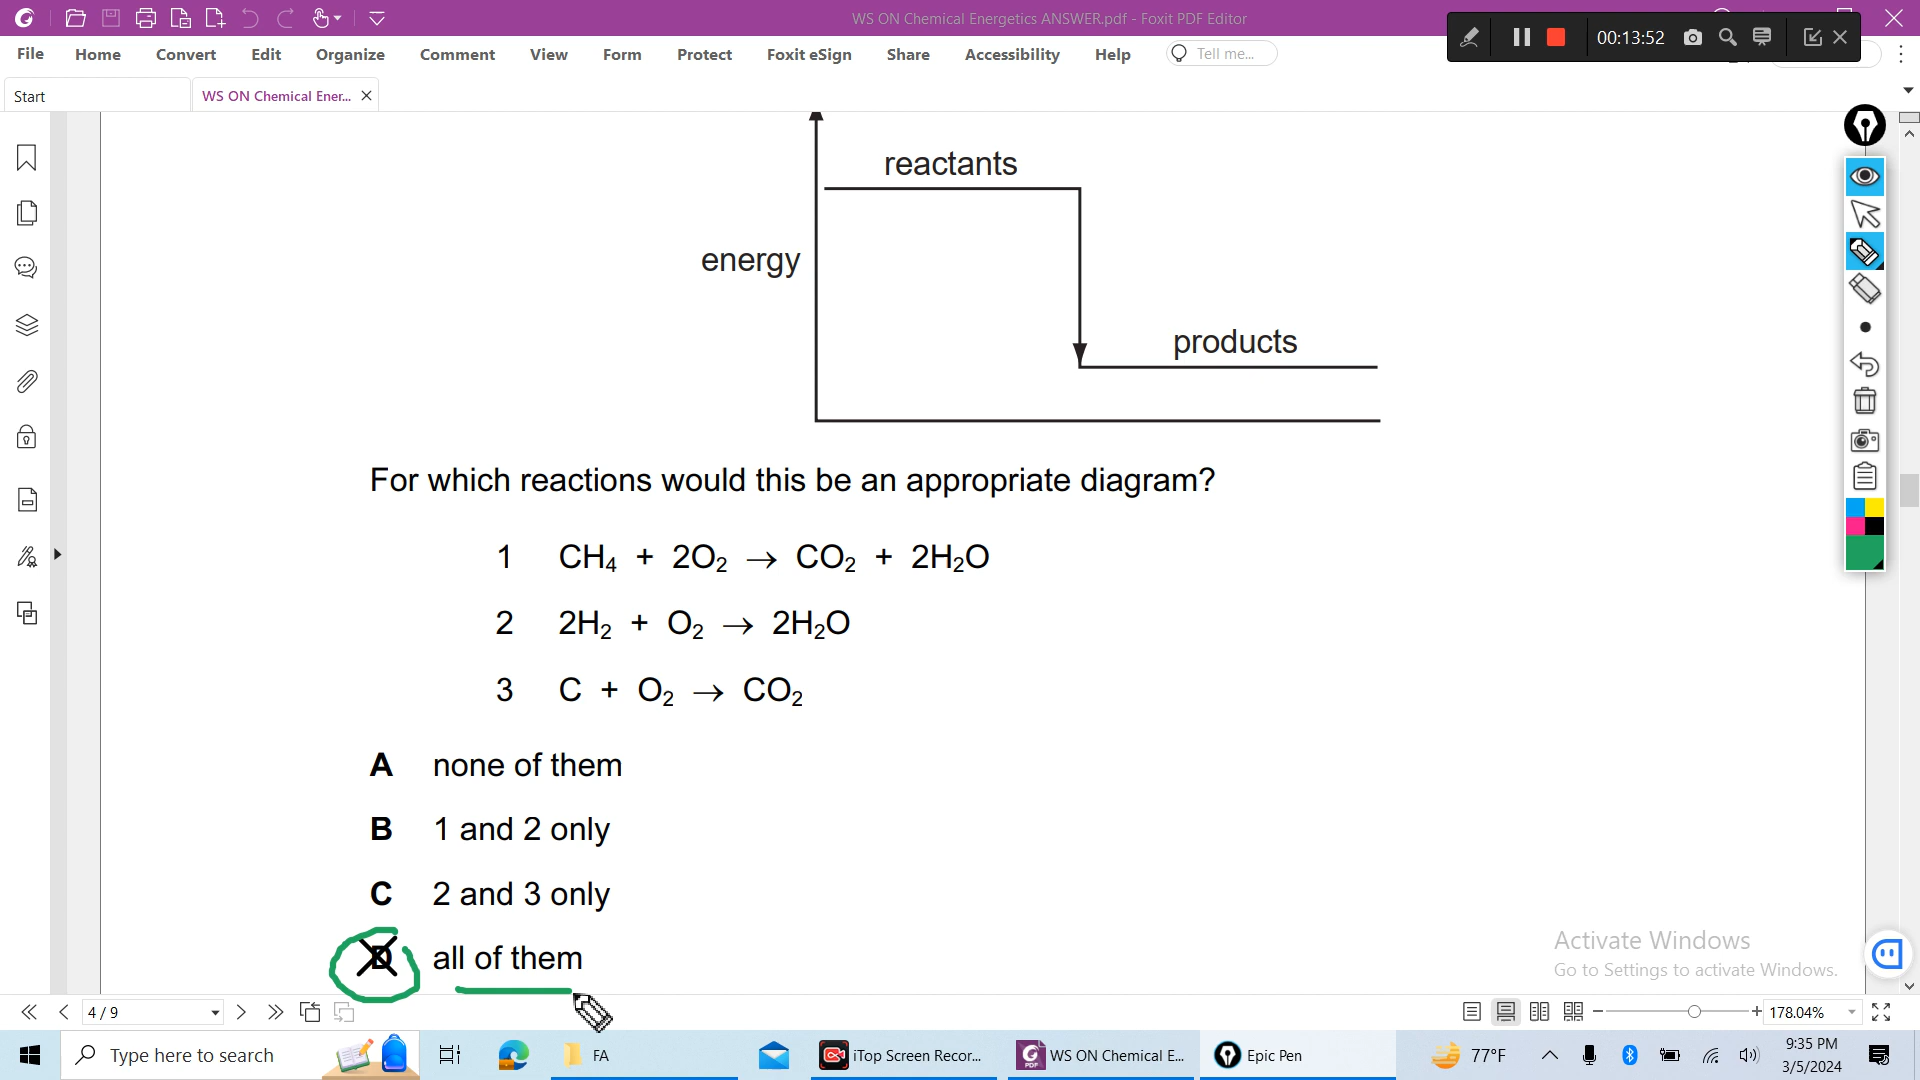 WS ON Chemical Energetics ANSWER.pdf - Foxit PDF Editor
00:13:52
File Home Convert Edit Organize Comment View Form Protect Foxit eSign Share Accessibility Help Tell me...
Start WS ON Chemical Ener...
reactants
energy
products
For which reactions would this be an appropriate diagram?
1 CH₄ + 2O₂ → CO₂ + 2H₂O
2 2H₂ + O₂ → 2H₂O
3 C + O₂ → CO₂
A none of them
B 1 and 2 only
C 2 and 3 only
D all of them
Activate Windows
Go to Settings to activate Windows.
4 / 9
178.04%
Type here to search
FA
iTop Screen Recor...
WS ON Chemical E...
Epic Pen
77°F
9:35 PM
3/5/2024